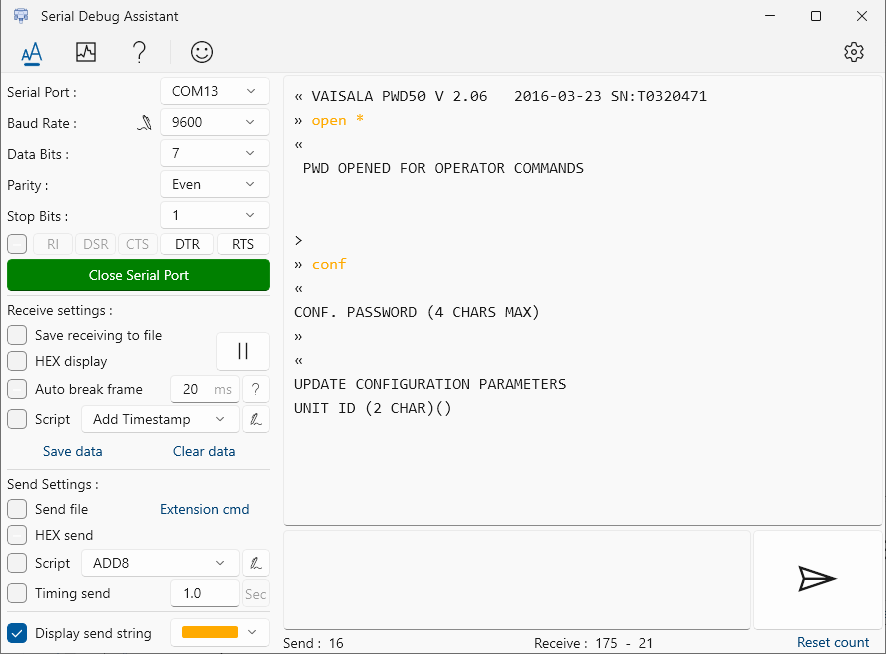 Serial Debug Assistant
AA
Serial Port : COM13
Baud Rate : 9600
Data Bits : 7
Parity : Even
Stop Bits : 1
RI DSR CTS DTR RTS
Close Serial Port
Receive settings :
Save receiving to file
HEX display
Auto break frame 20 ms ?
Script Add Timestamp
Save data Clear data
Send Settings :
Send file Extension cmd
HEX send
Script ADD8
Timing send 1.0 Sec
Display send string
« VAISALA PWD50 V 2.06   2016-03-23 SN:T0320471
» open *
«
PWD OPENED FOR OPERATOR COMMANDS
>
» conf
«
CONF. PASSWORD (4 CHARS MAX)
»
«
UPDATE CONFIGURATION PARAMETERS
UNIT ID (2 CHAR)()
Send : 16 Receive : 175 - 21 Reset count